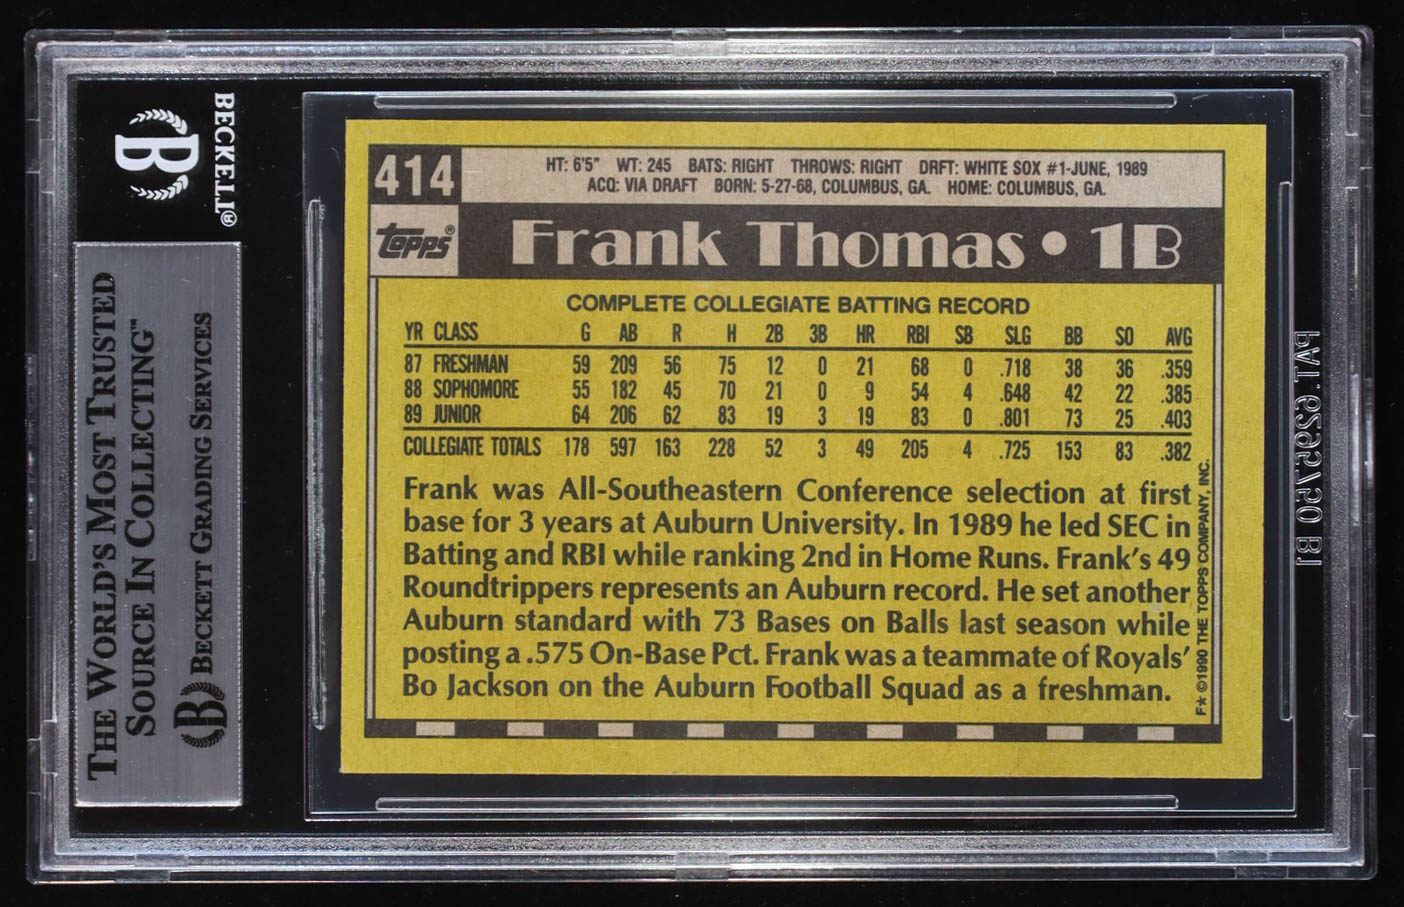 BECKETT®
B
THE WORLD'S MOST TRUSTED
SOURCE IN COLLECTING™
B BECKETT GRADING SERVICES
414
HT: 6'5" WT: 245 BATS: RIGHT THROWS: RIGHT DRFT: WHITE SOX #1-JUNE, 1989
ACQ: VIA DRAFT BORN: 5-27-68, COLUMBUS, GA. HOME: COLUMBUS, GA.
TOPPS®
Frank Thomas • 1B
COMPLETE COLLEGIATE BATTING RECORD
YR CLASS G AB R H 2B 3B HR RBI SB SLG BB SO AVG
87 FRESHMAN 59 209 56 75 12 0 21 68 0 .718 38 36 .359
88 SOPHOMORE 55 182 45 70 21 0 9 54 4 .648 42 22 .385
89 JUNIOR 64 206 62 83 19 3 19 83 0 .801 73 25 .403
COLLEGIATE TOTALS 178 597 163 228 52 3 49 205 4 .725 153 83 .382
Frank was All-Southeastern Conference selection at first
base for 3 years at Auburn University. In 1989 he led SEC in
Batting and RBI while ranking 2nd in Home Runs. Frank's 49
Roundtrippers represents an Auburn record. He set another
Auburn standard with 73 Bases on Balls last season while
posting a .575 On-Base Pct. Frank was a teammate of Royals'
Bo Jackson on the Auburn Football Squad as a freshman.
F* ©1990 THE TOPPS COMPANY, INC.